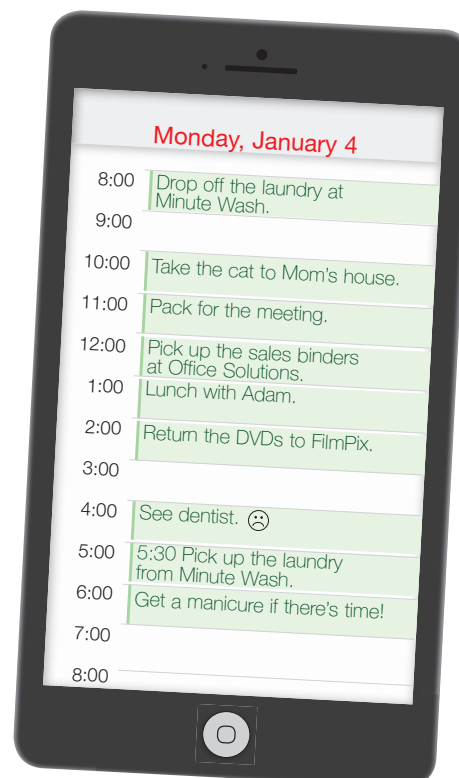 Monday, January 4
8:00 Drop off the laundry at
Minute Wash.
9:00
10:00 Take the cat to Mom's house.
11:00 Pack for the meeting.
12:00 Pick up the sales binders
at Office Solutions.
1:00 Lunch with Adam.
2:00 Return the DVDs to FilmPix.
3:00
4:00 See dentist.
5:00 5:30 Pick up the laundry
from Minute Wash.
6:00 Get a manicure if there's time!
7:00
8:00